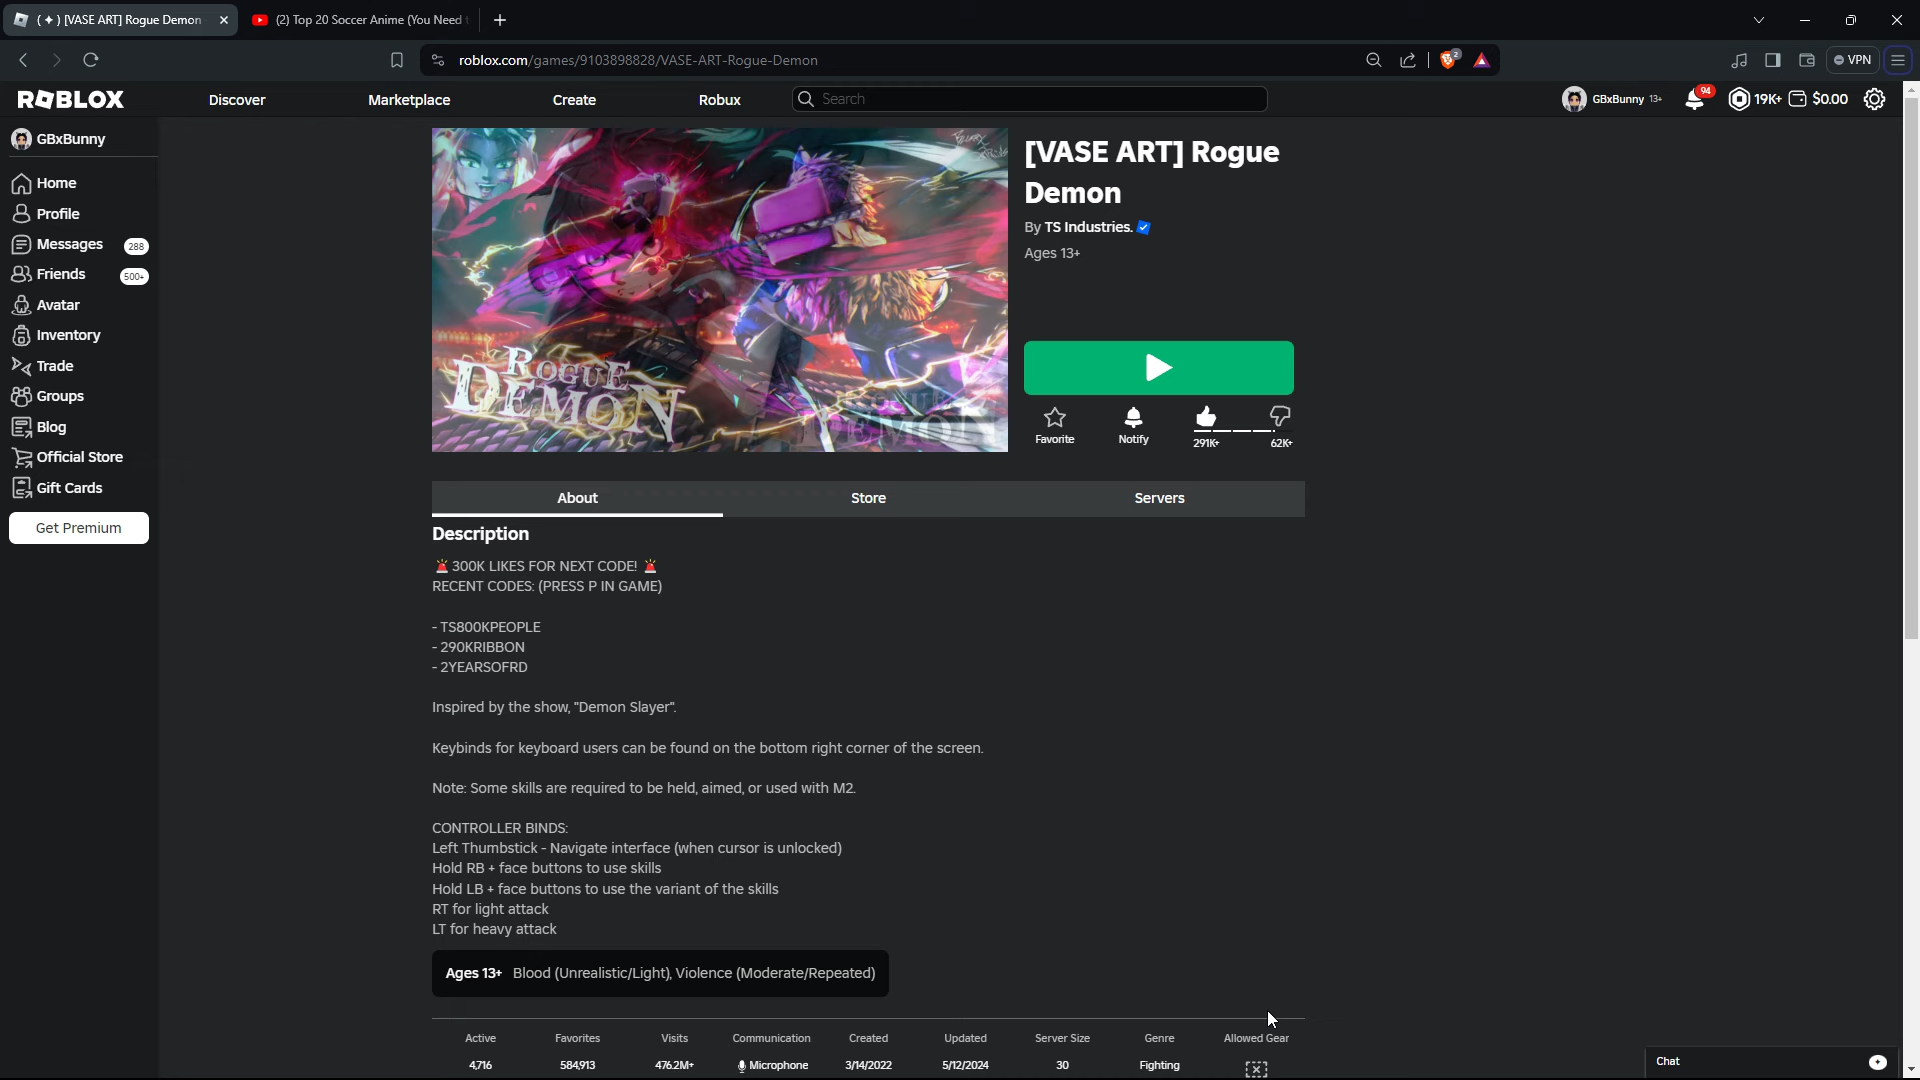 ( ✦ ) [VASE ART] Rogue Demon
(2) Top 20 Soccer Anime (You Need t
roblox.com/games/9103898828/VASE-ART-Rogue-Demon
2
VPN
ROBLOX
Discover
Marketplace
Create
Robux
Search
GBxBunny 13+
94
19K+
$0.00
GBxBunny
Home
Profile
Messages 288
Friends 500+
Avatar
Inventory
Trade
Groups
Blog
Official Store
Gift Cards
Get Premium
ROGUE
DEMON
[VASE ART] Rogue
Demon
By TS Industries.
Ages 13+
Favorite
Notify
291K+
62K+
About
Store
Servers
Description
🚨 300K LIKES FOR NEXT CODE! 🚨
RECENT CODES: (PRESS P IN GAME)
- TS800KPEOPLE
- 290KRIBBON
- 2YEARSOFRD
Inspired by the show, "Demon Slayer".
Keybinds for keyboard users can be found on the bottom right corner of the screen.
Note: Some skills are required to be held, aimed, or used with M2.
CONTROLLER BINDS:
Left Thumbstick - Navigate interface (when cursor is unlocked)
Hold RB + face buttons to use skills
Hold LB + face buttons to use the variant of the skills
RT for light attack
LT for heavy attack
Ages 13+ Blood (Unrealistic/Light), Violence (Moderate/Repeated)
Active Favorites Visits Communication Created Updated Server Size Genre Allowed Gear
4,716 584,913 476.2M+ Microphone 3/14/2022 5/12/2024 30 Fighting
Chat